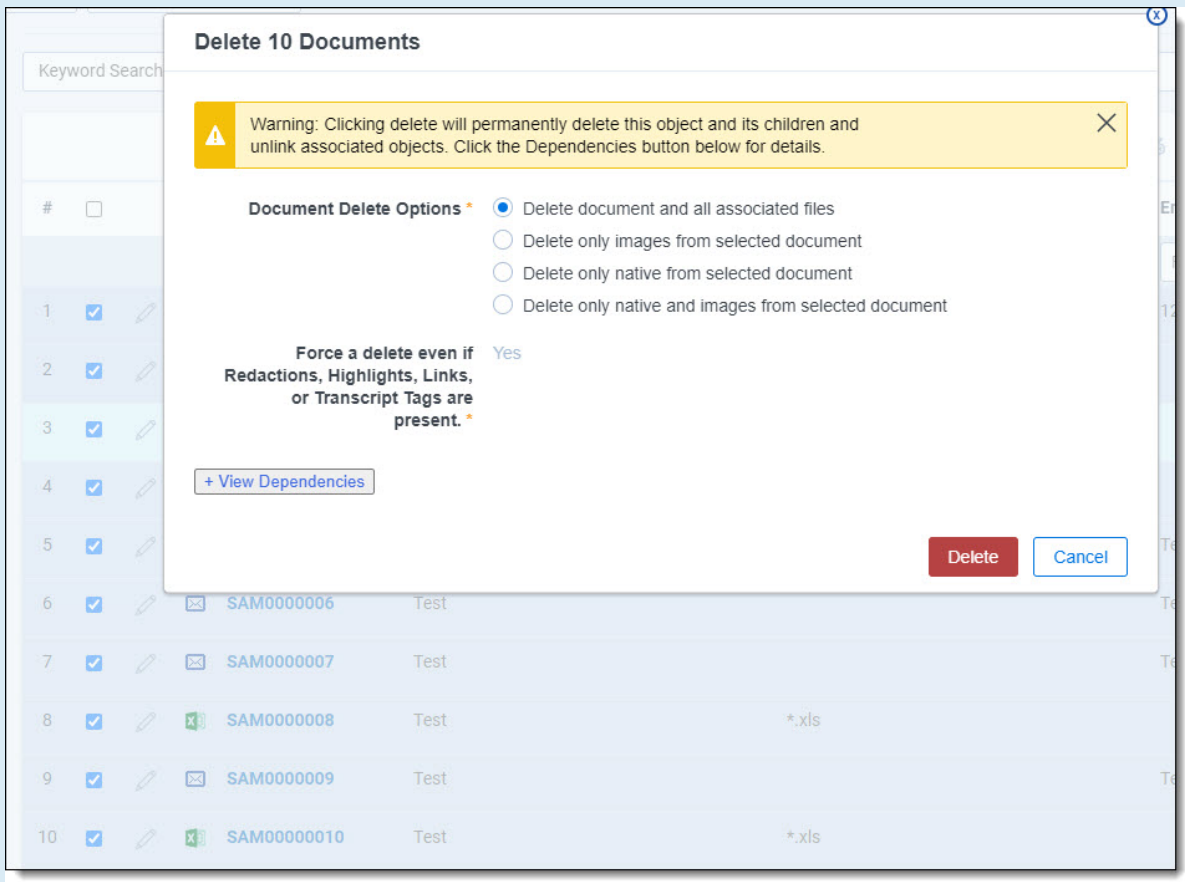 x
Delete 10 Documents
Keyword Search
Warning: Clicking delete will permanently delete this object and its children and
unlink associated objects. Click the Dependencies button below for details.
# Document Delete Options * Delete document and all associated files
Delete only images from selected document
Delete only native from selected document
1 Delete only native and images from selected document
Force a delete even if Yes
2 Redactions, Highlights, Links,
or Transcript Tags are
3 present. *
4 + View Dependencies
5 Delete Cancel
6 SAM0000006 Test
7 SAM0000007 Test
8 SAM0000008 Test *.xls
9 SAM0000009 Test
10 SAM00000010 Test *.xls